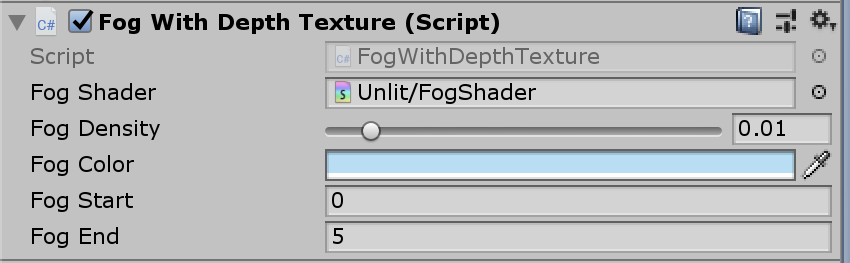 C# Fog With Depth Texture (Script)
Script C# FogWithDepthTexture
Fog Shader S Unlit/FogShader
Fog Density 0.01
Fog Color
Fog Start 0
Fog End 5